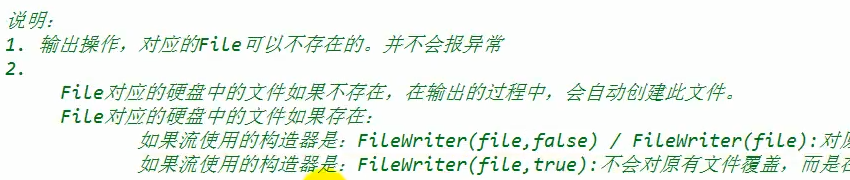 说明：
1. 输出操作，对应的File可以不存在的。并不会报异常
2.
File对应的硬盘中的文件如果不存在，在输出的过程中，会自动创建此文件。
File对应的硬盘中的文件如果存在：
如果流使用的构造器是：FileWriter(file,false) / FileWriter(file):对原
如果流使用的构造器是：FileWriter(file,true):不会对原有文件覆盖，而是在